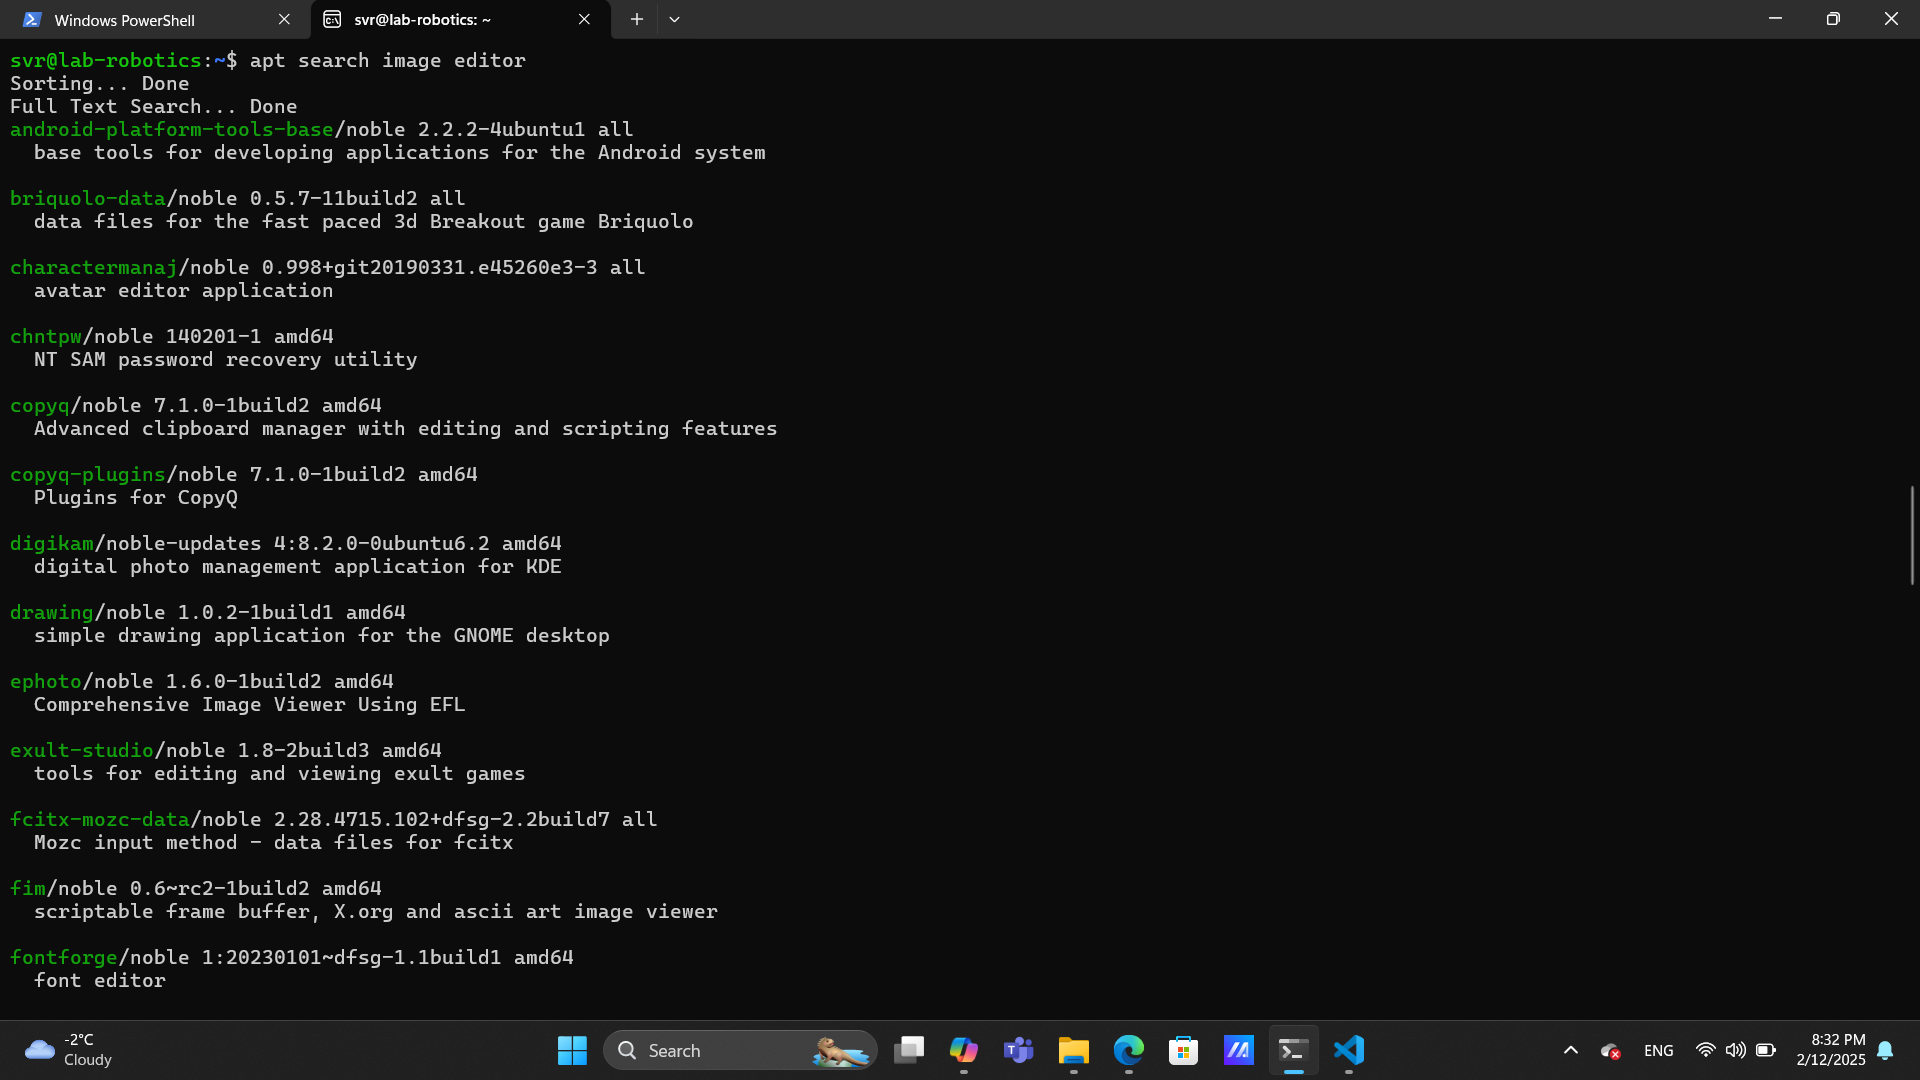 Windows PowerShell
svr@lab-robotics: ~
svr@lab-robotics:~$ apt search image editor
Sorting... Done
Full Text Search... Done
android-platform-tools-base/noble 2.2.2-4ubuntu1 all
base tools for developing applications for the Android system
briquolo-data/noble 0.5.7-11build2 all
data files for the fast paced 3d Breakout game Briquolo
charactermanaj/noble 0.998+git20190331.e45260e3-3 all
avatar editor application
chntpw/noble 140201-1 amd64
NT SAM password recovery utility
copyq/noble 7.1.0-1build2 amd64
Advanced clipboard manager with editing and scripting features
copyq-plugins/noble 7.1.0-1build2 amd64
Plugins for CopyQ
digikam/noble-updates 4:8.2.0-0ubuntu6.2 amd64
digital photo management application for KDE
drawing/noble 1.0.2-1build1 amd64
simple drawing application for the GNOME desktop
ephoto/noble 1.6.0-1build2 amd64
Comprehensive Image Viewer Using EFL
exult-studio/noble 1.8-2build3 amd64
tools for editing and viewing exult games
fcitx-mozc-data/noble 2.28.4715.102+dfsg-2.2build7 all
Mozc input method - data files for fcitx
fim/noble 0.6~rc2-1build2 amd64
scriptable frame buffer, X.org and ascii art image viewer
fontforge/noble 1:20230101~dfsg-1.1build1 amd64
font editor
-2°C
Cloudy
Search
ENG
8:32 PM
2/12/2025